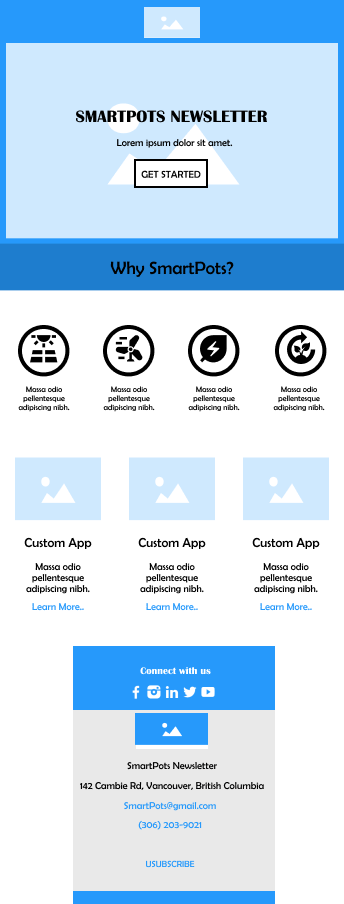 SMARTPOTS NEWSLETTER
Lorem ipsum dolor sit amet.
GET STARTED
Why SmartPots?
Massa odio
pellentesque
adipiscing nibh.
Massa odio
pellentesque
adipiscing nibh.
Massa odio
pellentesque
adipiscing nibh.
Massa odio
pellentesque
adipiscing nibh.
Custom App
Massa odio
pellentesque
adipiscing nibh.
Learn More..
Custom App
Massa odio
pellentesque
adipiscing nibh.
Learn More..
Custom App
Massa odio
pellentesque
adipiscing nibh.
Learn More..
Connect with us
SmartPots Newsletter
142 Cambie Rd, Vancouver, British Columbia
SmartPots@gmail.com
(306) 203-9021
USUBSCRIBE